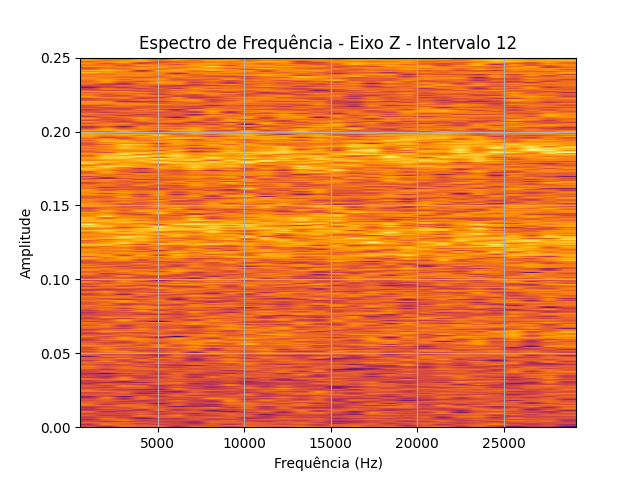 Espectro de Frequência - Eixo Z - Intervalo 12
0.25
0.20
0.15
0.10
0.05
0.00
Amplitude
5000 10000 15000 20000 25000
Frequência (Hz)